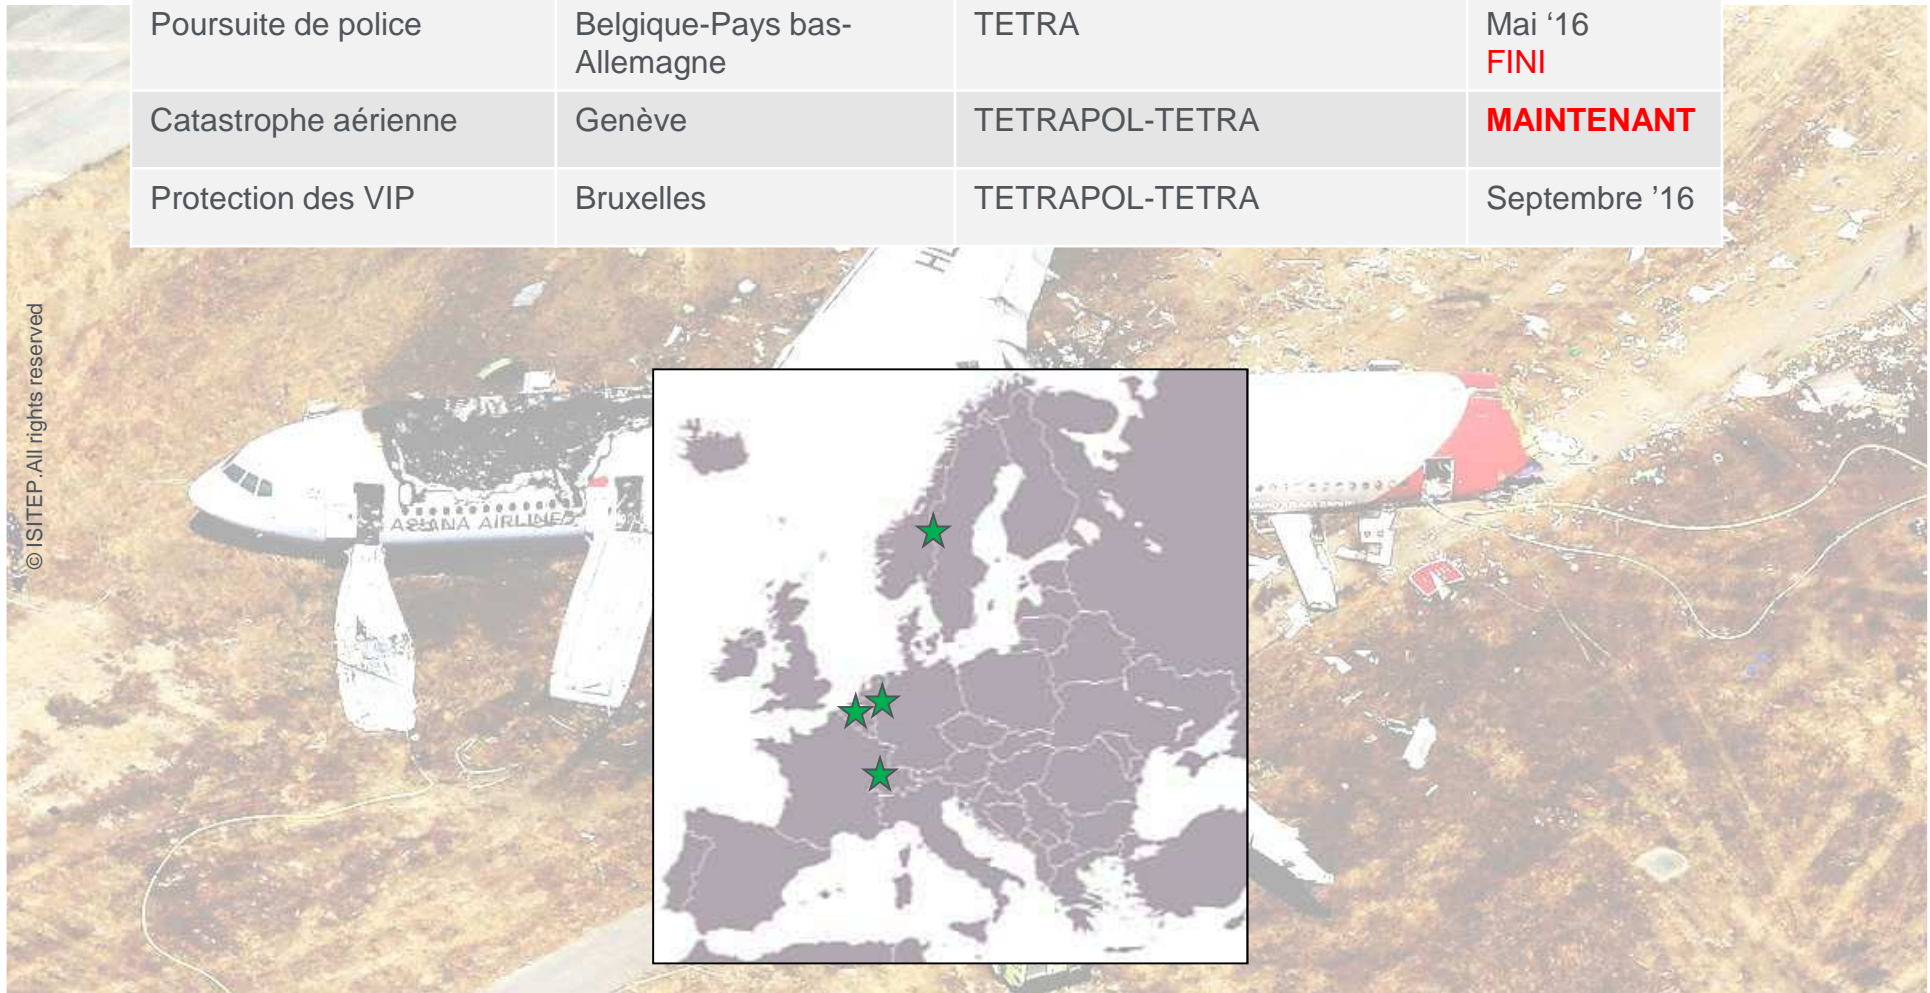 Poursuite de police
Belgique-Pays bas-
Allemagne
TETRA
Mai ‘16
FINI
Catastrophe aérienne
Genève
TETRAPOL-TETRA
MAINTENANT
Protection des VIP
Bruxelles
TETRAPOL-TETRA
Septembre ’16
© ISITEP.All rights reserved
ASIANA AIRLINES